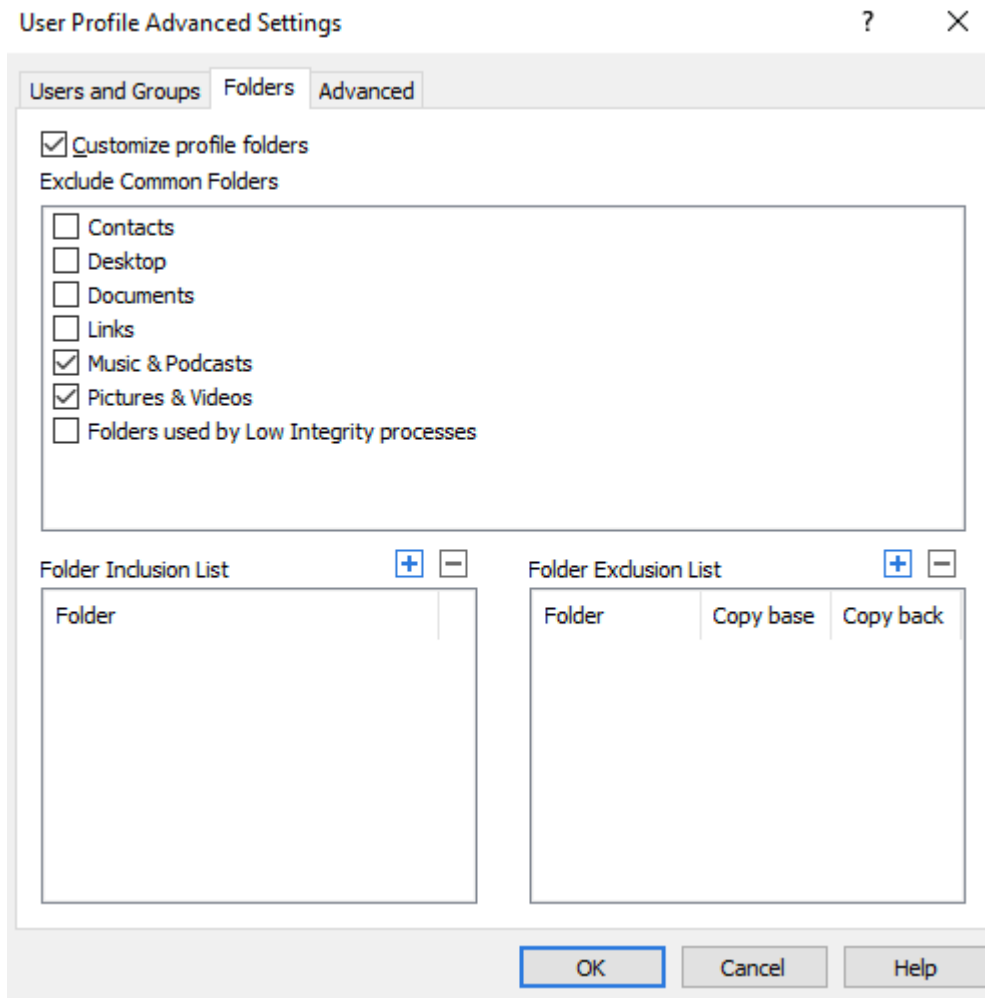 User Profile Advanced Settings ? ×
Users and Groups Folders Advanced
Customize profile folders
Exclude Common Folders
Contacts
Desktop
Documents
Links
Music & Podcasts
Pictures & Videos
Folders used by Low Integrity processes
Folder Inclusion List
Folder Exclusion List
Folder
Folder Copy base Copy back
OK Cancel Help